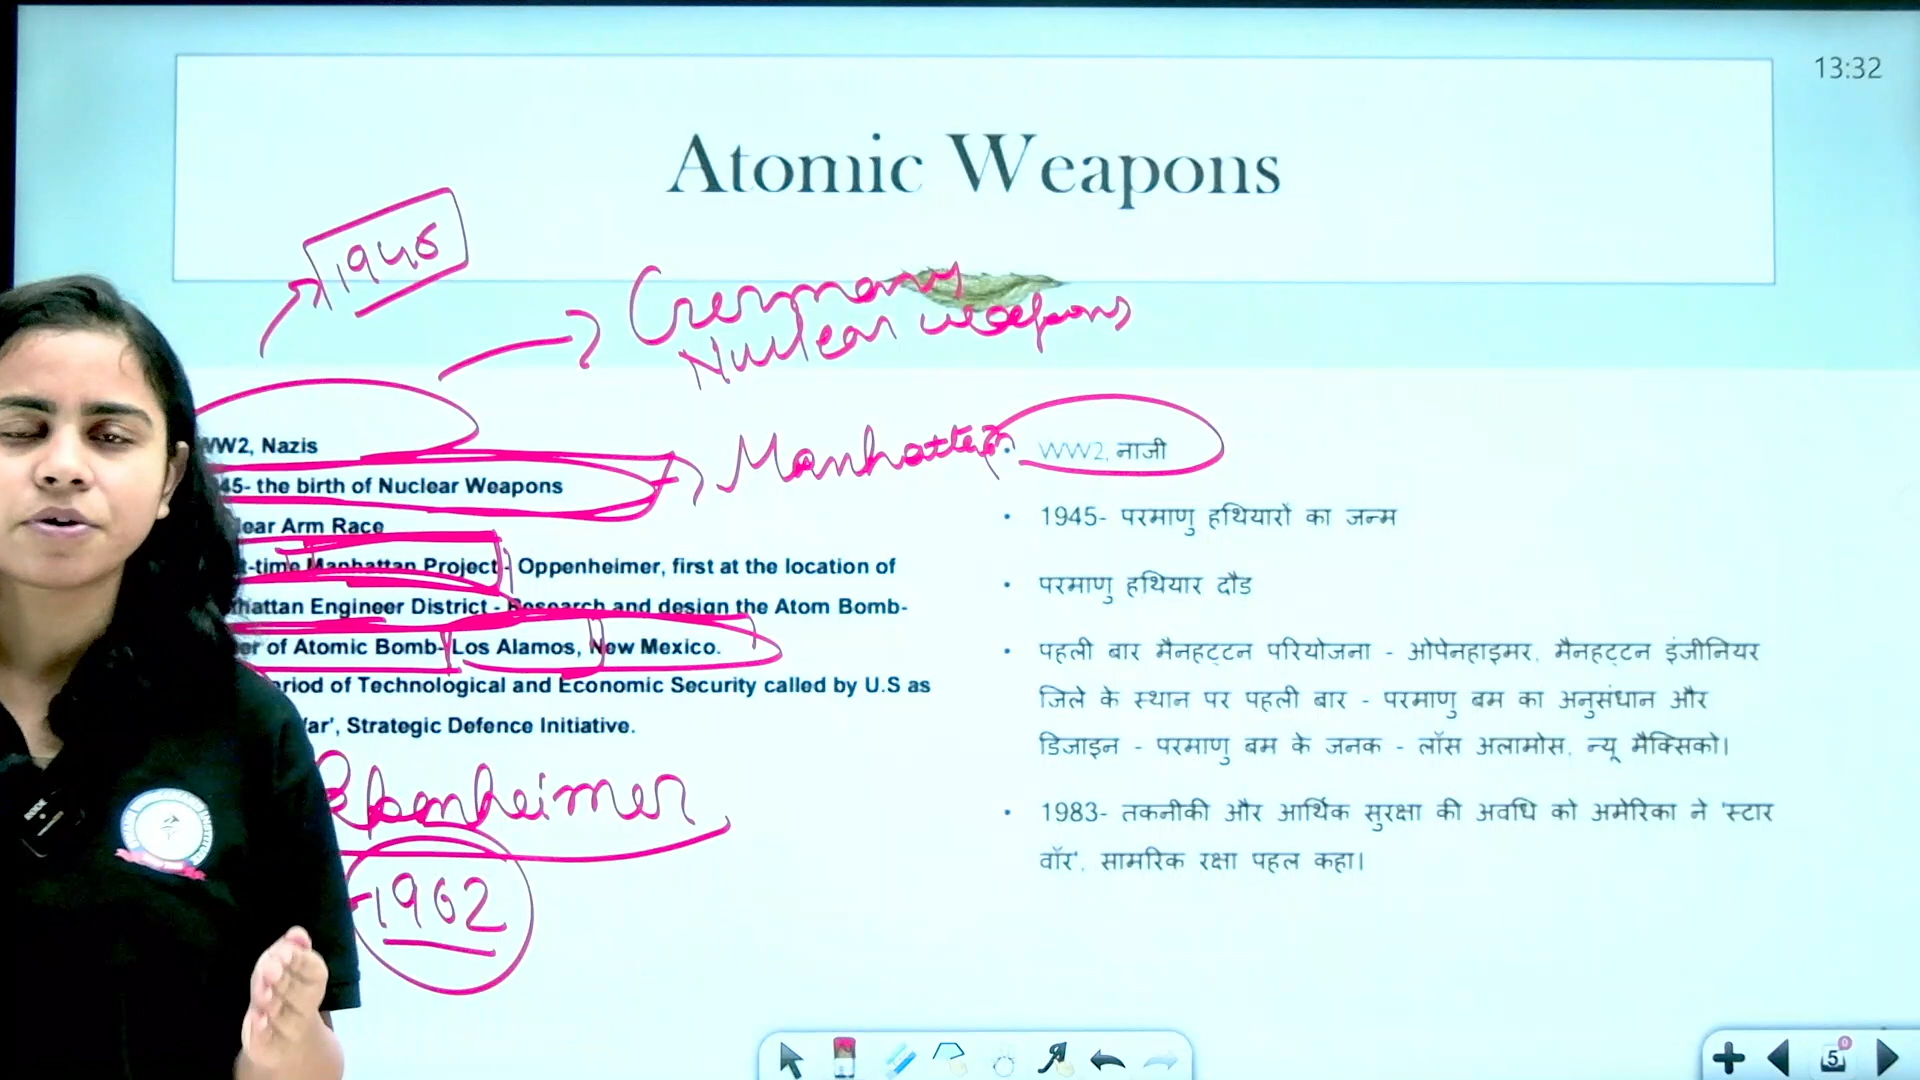 13:32
Atomic Weapons
1945
Germany
Nuclear weapons
Manhattan
WW2, Nazis
45- the birth of Nuclear Weapons
lear Arm Race
t-time Manhattan Project - Oppenheimer, first at the location of
hattan Engineer District - Research and design the Atom Bomb-
er of Atomic Bomb- Los Alamos, New Mexico.
riod of Technological and Economic Security called by U.S as
ar', Strategic Defence Initiative.
1962
• WW2, नाजी
• 1945- परमाणु हथियारों का जन्म
• परमाणु हथियार दौड
• पहली बार मैनहट्टन परियोजना - ओपेनहाइमर, मैनहट्टन इंजीनियर
जिले के स्थान पर पहली बार - परमाणु बम का अनुसंधान और
डिजाइन - परमाणु बम के जनक - लॉस अलामोस, न्यू मैक्सिको।
• 1983- तकनीकी और आर्थिक सुरक्षा की अवधि को अमेरिका ने 'स्टार
वॉर', सामरिक रक्षा पहल कहा।
5